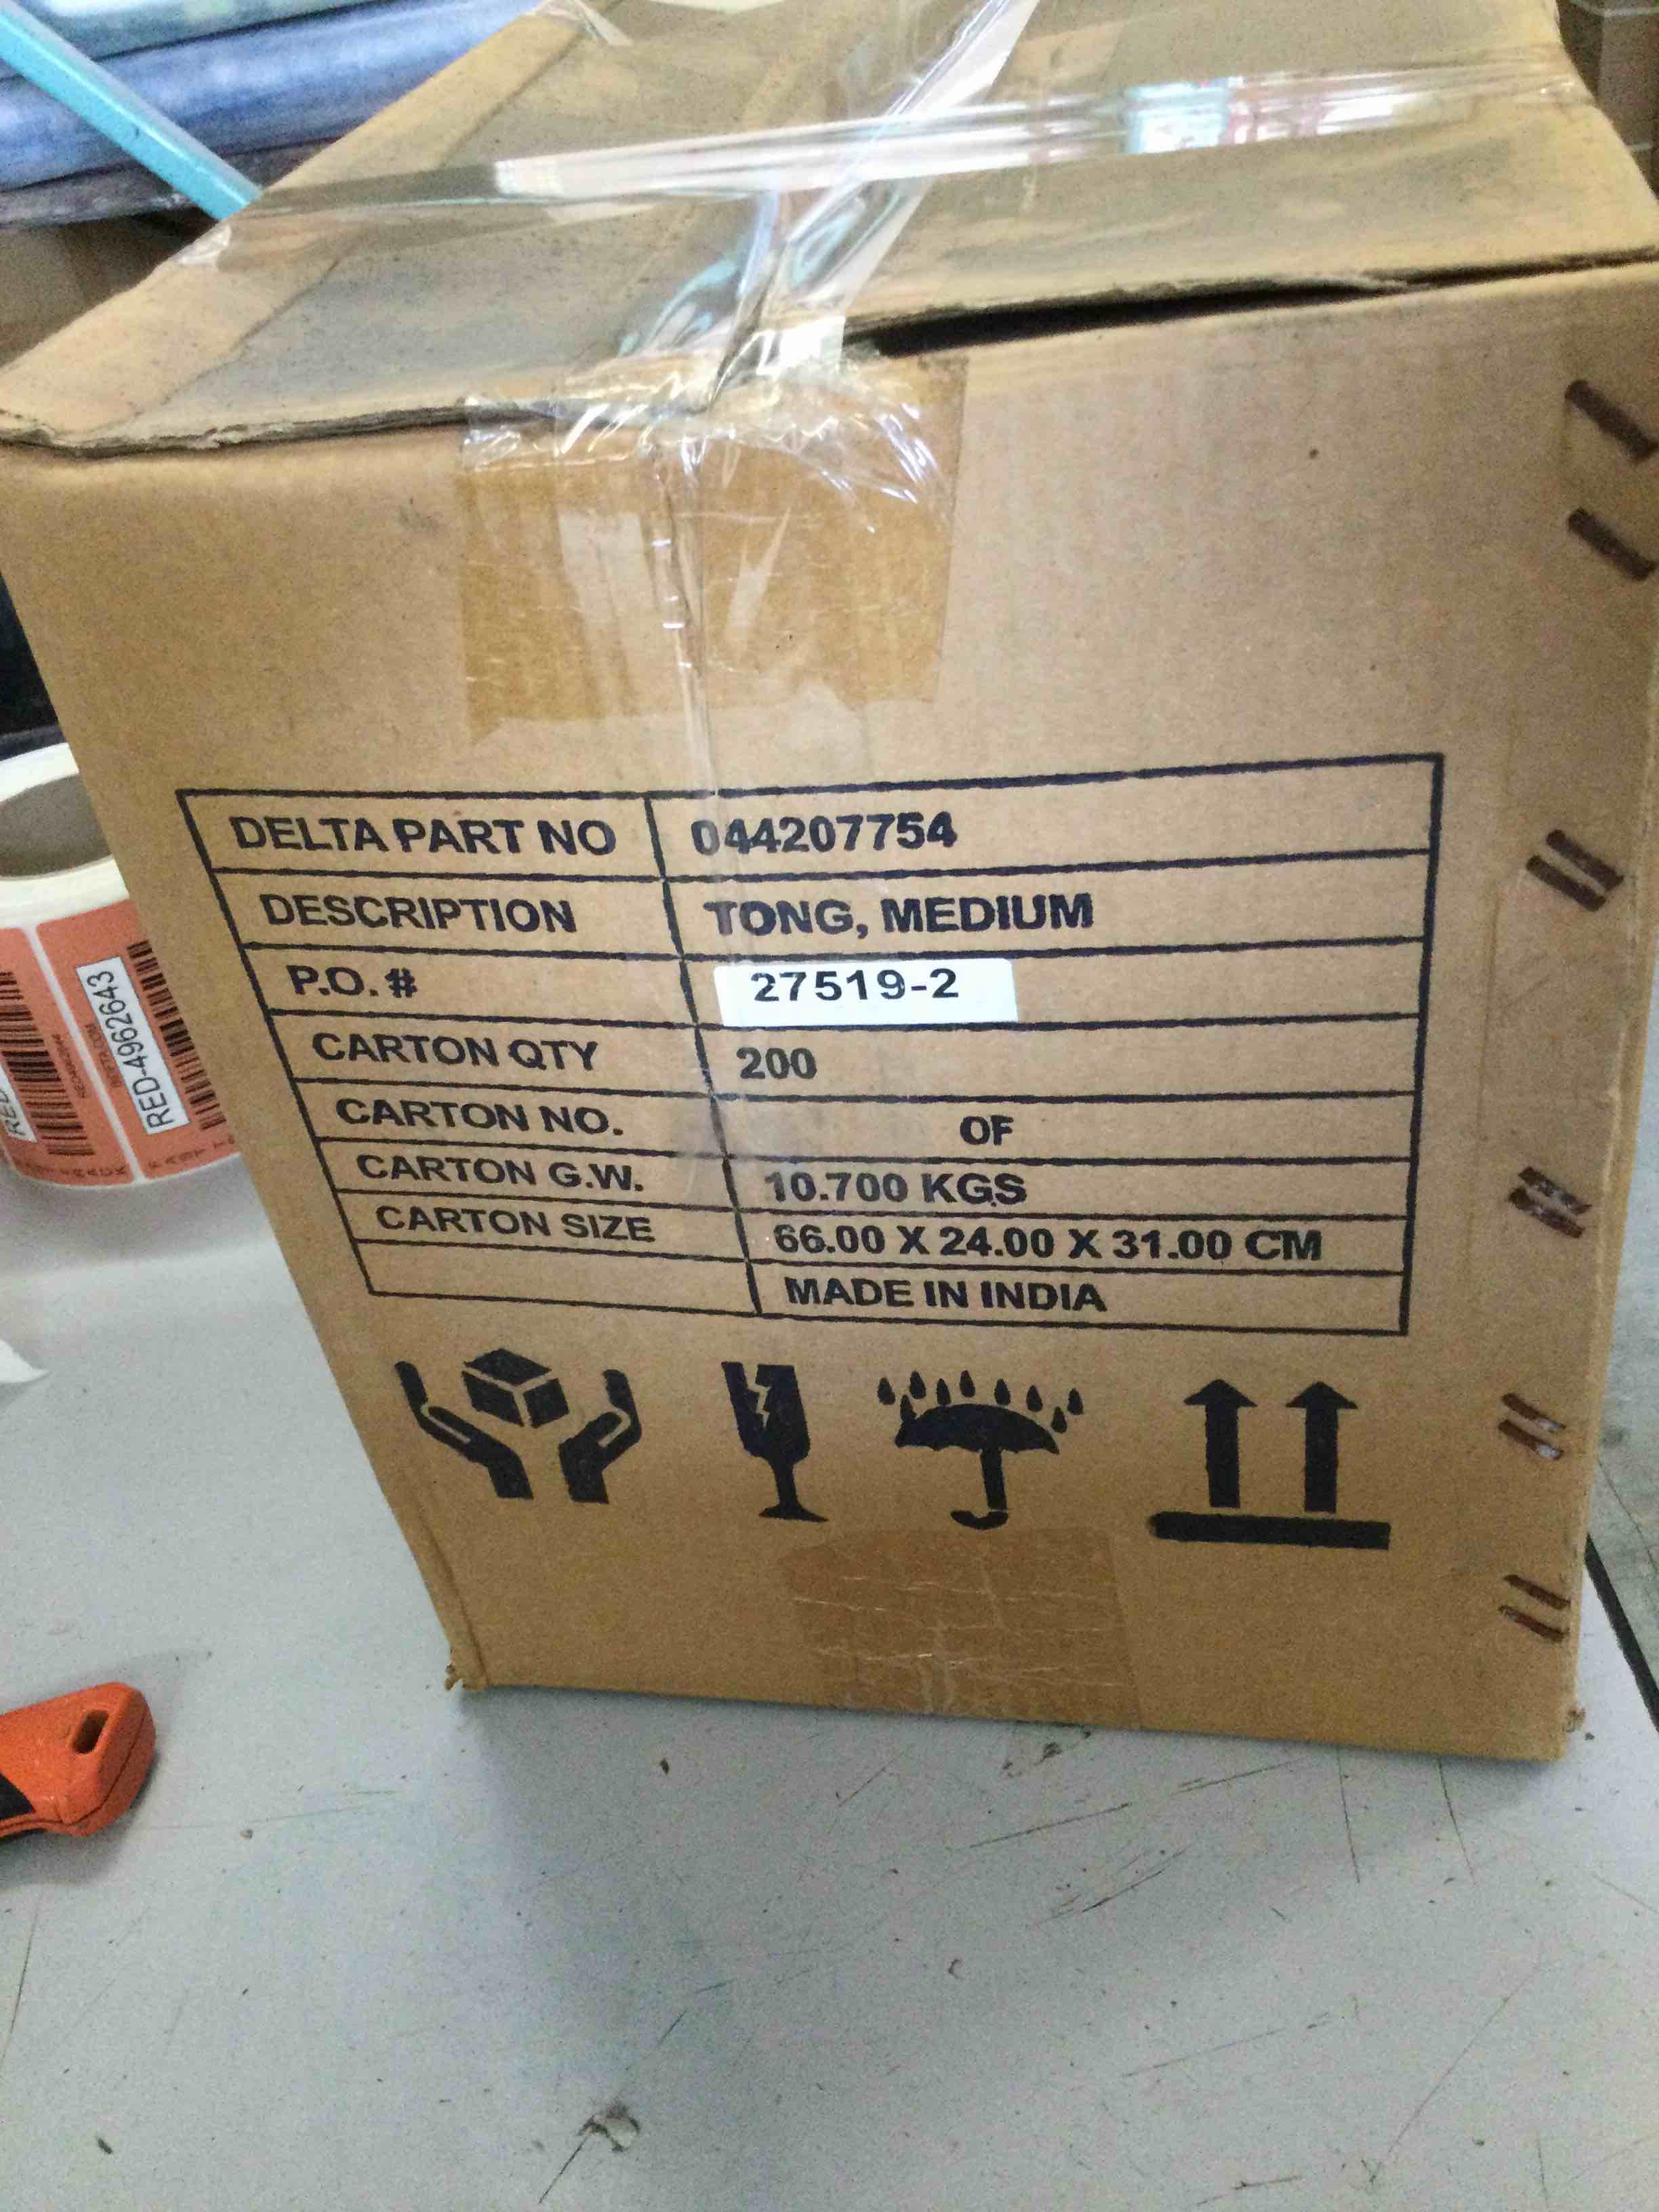 DELTA PART NO 044207754
DESCRIPTION TONG, MEDIUM
P.O. # 27519-2
CARTON QTY 200
CARTON NO. OF
CARTON G.W. 10.700 KGS
CARTON SIZE 66.00 X 24.00 X 31.00 CM
MADE IN INDIA
RED-4962643